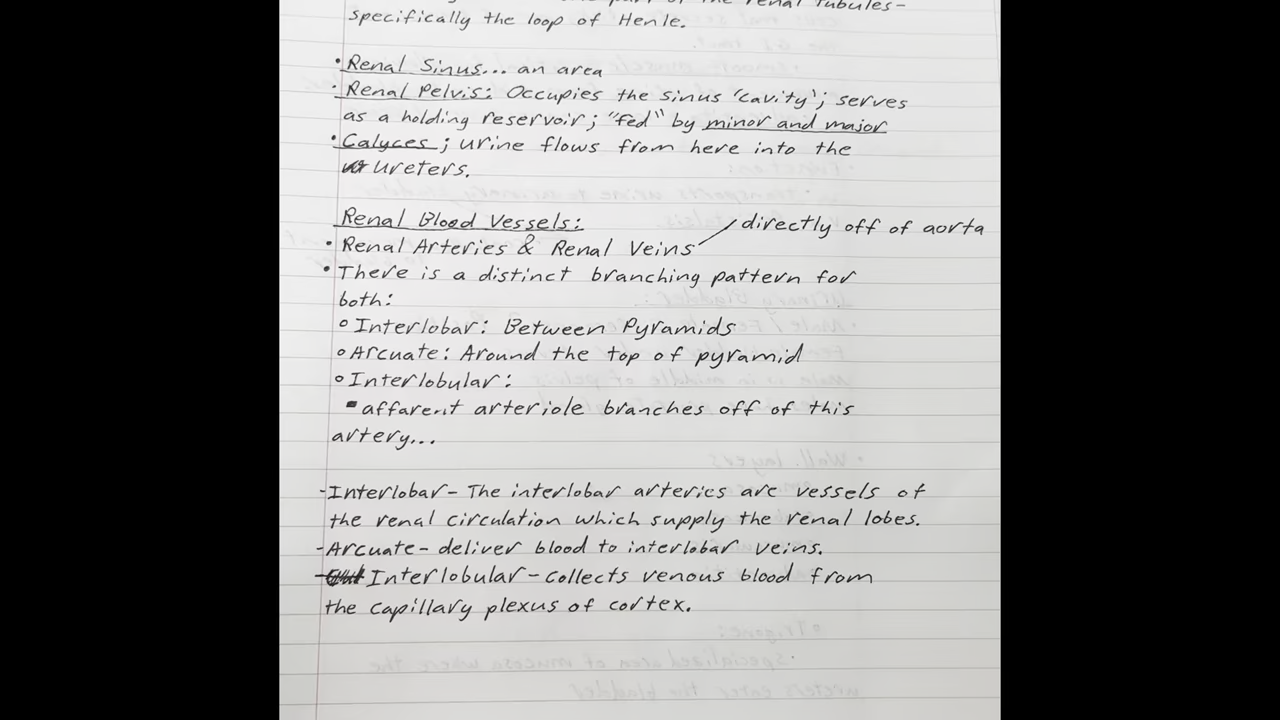 part of the renal tubules-
specifically the loop of Henle.
• Renal Sinus... an area
• Renal Pelvis: Occupies the sinus 'cavity'; serves
as a holding reservoir; "fed" by minor and major
• Calyces; urine flows from here into the
ureters.
Renal Blood Vessels:
directly off of aorta
• Renal Arteries & Renal Veins
• There is a distinct branching pattern for
both:
○ Interlobar: Between Pyramids
○ Arcuate: Around the top of pyramid
○ Interlobular:
▪ affarent arteriole branches off of this
artery...
- Interlobar- The interlobar arteries are vessels of
the renal circulation which supply the renal lobes.
- Arcuate- deliver blood to interlobar veins.
- Interlobular- collects venous blood from
the capillary plexus of cortex.